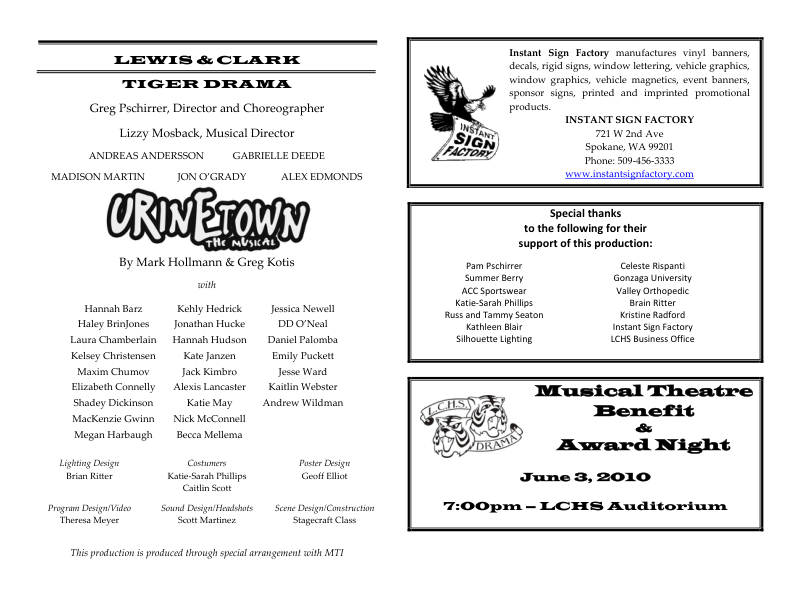 LEWIS & CLARK
TIGER DRAMA
Greg Pschirrer, Director and Choreographer
Lizzy Mosback, Musical Director
ANDREAS ANDERSSON GABRIELLE DEEDE
MADISON MARTIN JON O'GRADY ALEX EDMONDS
URINETOWN
THE MUSICAL
By Mark Hollmann & Greg Kotis
with
Hannah Barz Kehly Hedrick Jessica Newell
Haley BrinJones Jonathan Hucke DD O'Neal
Laura Chamberlain Hannah Hudson Daniel Palomba
Kelsey Christensen Kate Janzen Emily Puckett
Maxim Chumov Jack Kimbro Jesse Ward
Elizabeth Connelly Alexis Lancaster Kaitlin Webster
Shadey Dickinson Katie May Andrew Wildman
MacKenzie Gwinn Nick McConnell
Megan Harbaugh Becca Mellema
Lighting Design Costumers Poster Design
Brian Ritter Katie-Sarah Phillips Geoff Elliot
Caitlin Scott
Program Design/Video Sound Design/Headshots Scene Design/Construction
Theresa Meyer Scott Martinez Stagecraft Class
This production is produced through special arrangement with MTI
INSTANT
SIGN
FACTORY
Instant Sign Factory manufactures vinyl banners,
decals, rigid signs, window lettering, vehicle graphics,
window graphics, vehicle magnetics, event banners,
sponsor signs, printed and imprinted promotional
products.
INSTANT SIGN FACTORY
721 W 2nd Ave
Spokane, WA 99201
Phone: 509-456-3333
www.instantsignfactory.com
Special thanks
to the following for their
support of this production:
Pam Pschirrer Celeste Rispanti
Summer Berry Gonzaga University
ACC Sportswear Valley Orthopedic
Katie-Sarah Phillips Brain Ritter
Russ and Tammy Seaton Kristine Radford
Kathleen Blair Instant Sign Factory
Silhouette Lighting LCHS Business Office
L.C.H.S.
DRAMA
Musical Theatre
Benefit
&
Award Night
June 3, 2010
7:00pm – LCHS Auditorium